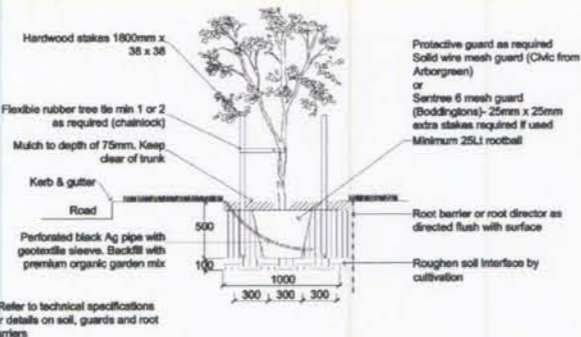 Hardwood stakes 1800mm x
38 x 38
Flexible rubber tree tie min 1 or 2
as required (chainlock)
Mulch to depth of 75mm. Keep
clear of trunk
Kerb & gutter
Road
Perforated black Ag pipe with
geotextile sleeve. Backfill with
premium organic garden mix
500
100
1000
300 300 300
Protective guard as required
Solid wire mesh guard (Civic from
Arborgreen)
or
Sentree 6 mesh guard
(Boddingtons)- 25mm x 25mm
extra stakes required if used
Minimum 25Lt rootball
Root barrier or root director as
directed flush with surface
Roughen soil interface by
cultivation
Refer to technical specifications
r details on soil, guards and root
rriers